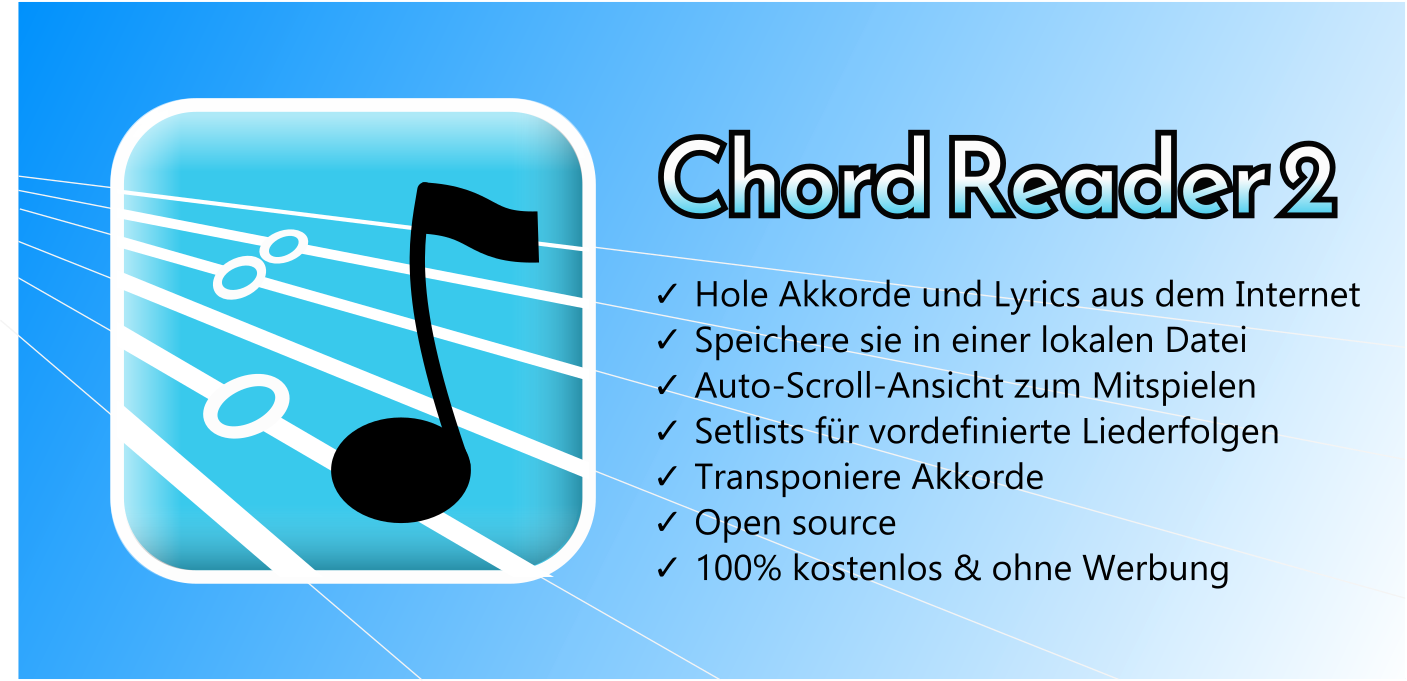 Chord Reader 2
✓ Hole Akkorde und Lyrics aus dem Internet
✓ Speichere sie in einer lokalen Datei
✓ Auto-Scroll-Ansicht zum Mitspielen
✓ Setlists für vordefinierte Liederfolgen
✓ Transponiere Akkorde
✓ Open source
✓ 100% kostenlos & ohne Werbung